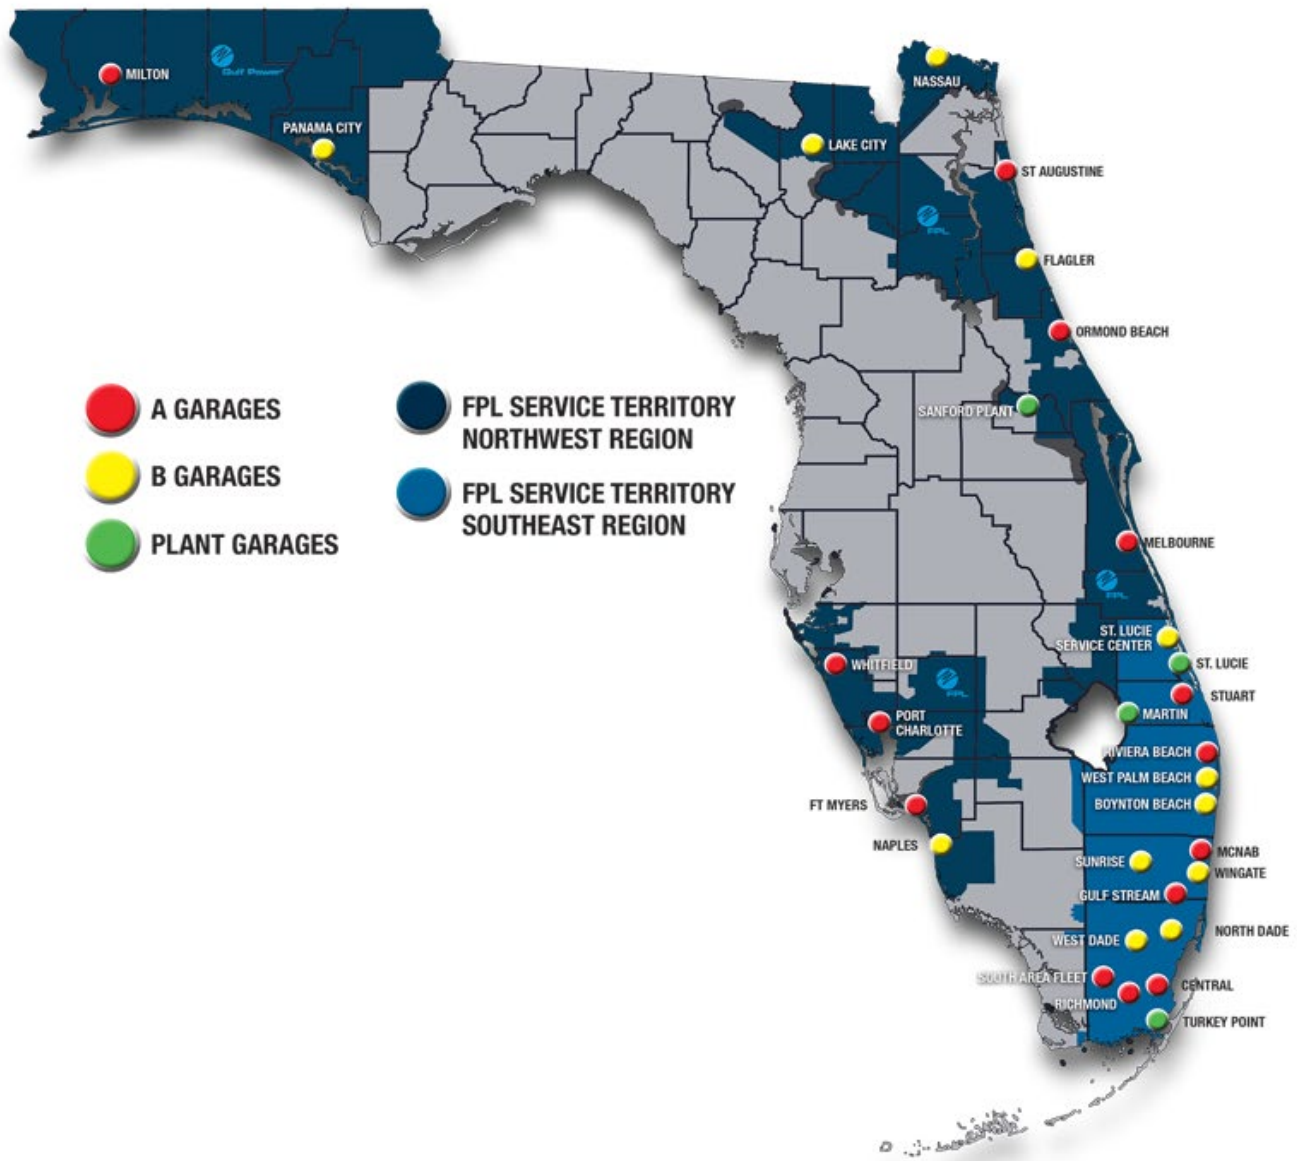 MILTON
Gulf Power
PANAMA CITY
NASSAU
LAKE CITY
ST AUGUSTINE
FPL
FLAGLER
ORMOND BEACH
A GARAGES
B GARAGES
PLANT GARAGES
FPL SERVICE TERRITORY
NORTHWEST REGION
FPL SERVICE TERRITORY
SOUTHEAST REGION
SANFORD PLANT
MELBOURNE
FPL
ST. LUCIE
SERVICE CENTER
ST. LUCIE
WHITFIELD
FPL
STUART
PORT
CHARLOTTE
MARTIN
RIVIERA BEACH
WEST PALM BEACH
BOYNTON BEACH
FT MYERS
NAPLES
MCNAB
SUNRISE
WINGATE
GULF STREAM
NORTH DADE
WEST DADE
SOUTH AREA FLEET
CENTRAL
RICHMOND
TURKEY POINT